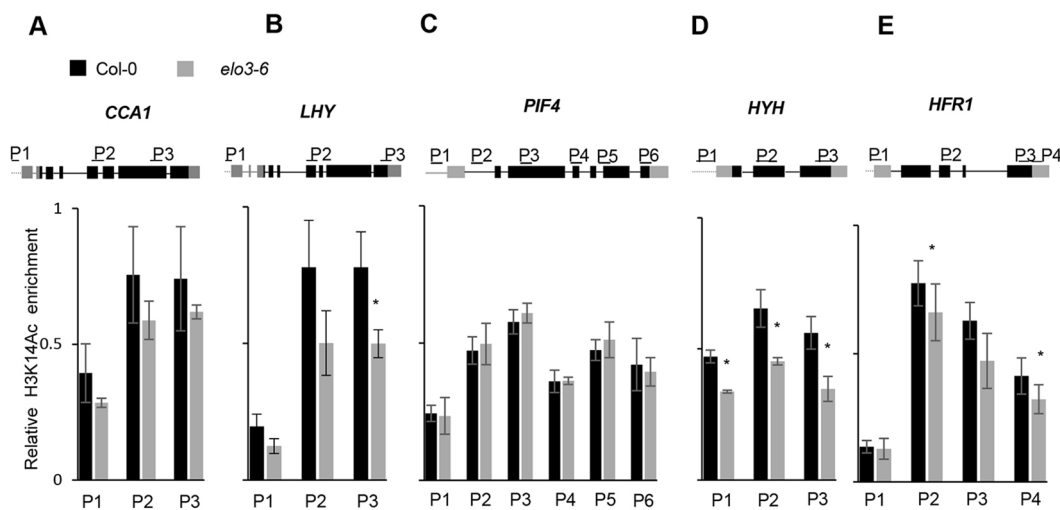 A B C D E
Col-0 elo3-6
CCA1 LHY PIF4 HYH HFR1
P1 P2 P3 P1 P2 P3 P1 P2 P3 P4 P5 P6 P1 P2 P3 P1 P2 P3 P4
1
0.5
0
Relative H3K14Ac enrichment
* * * * * *
P1 P2 P3 P1 P2 P3 P1 P2 P3 P4 P5 P6 P1 P2 P3 P1 P2 P3 P4